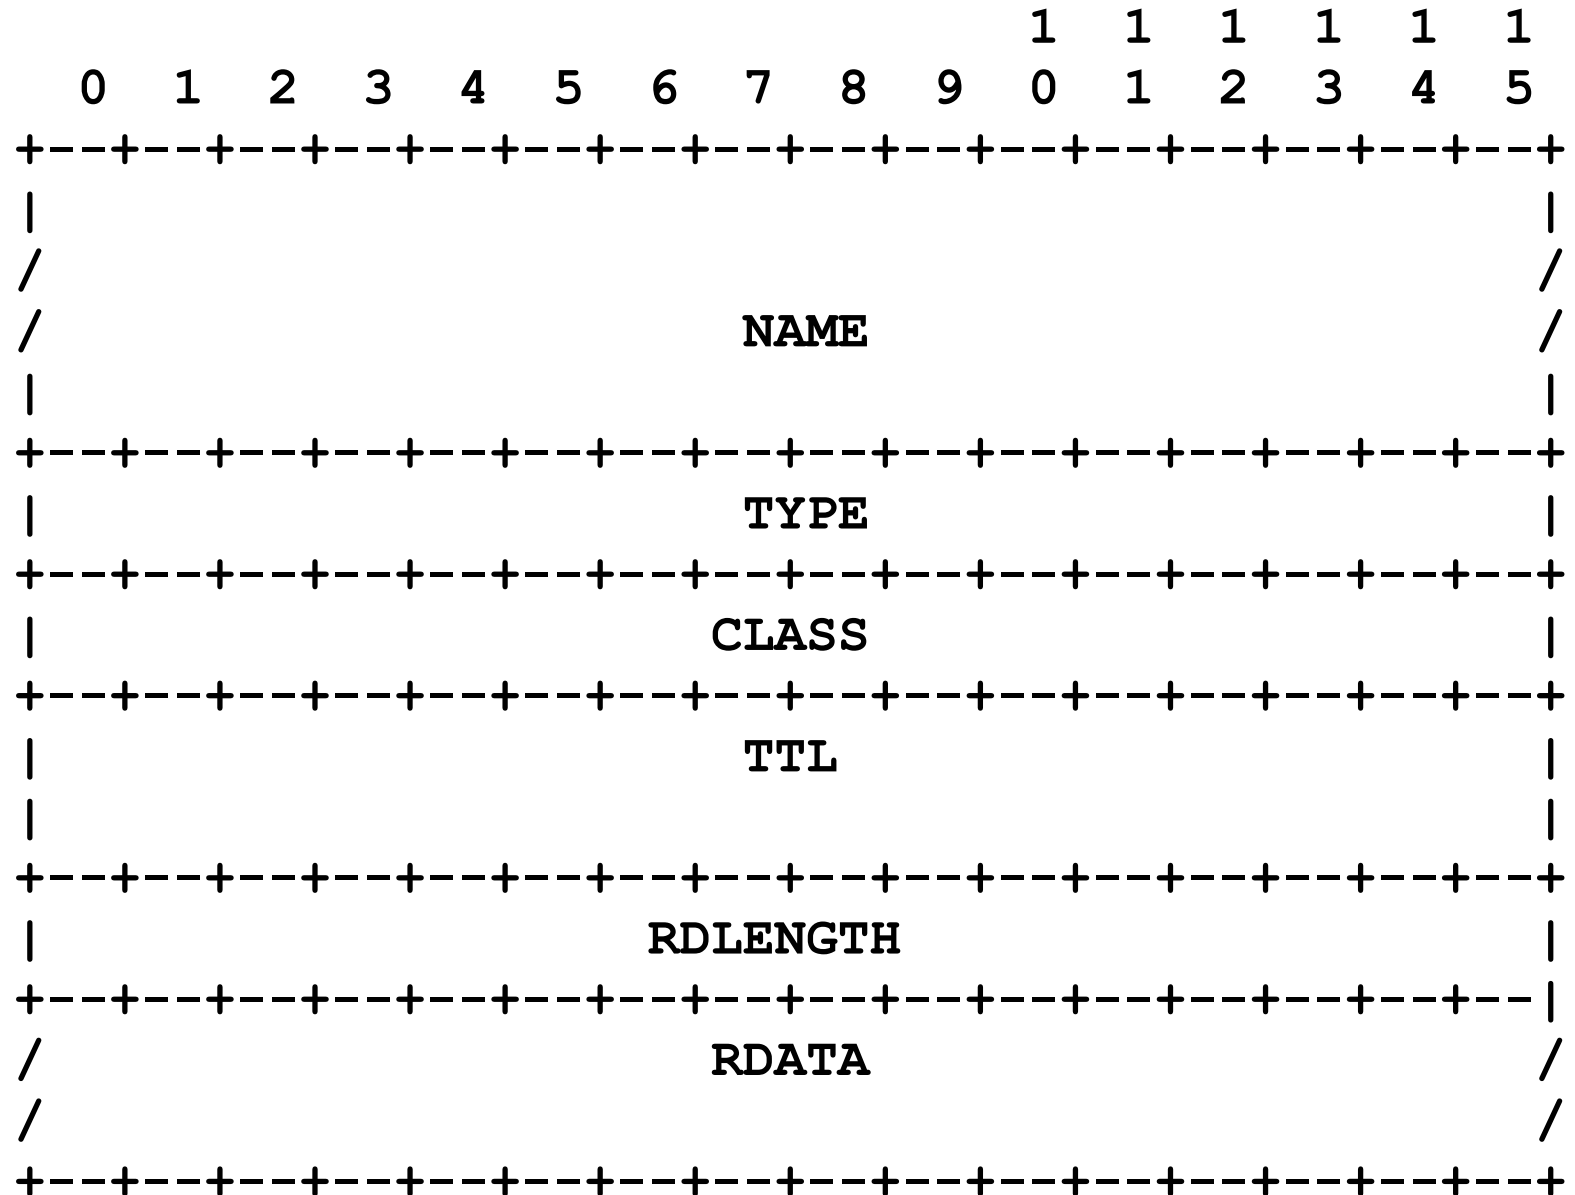 1  1  1  1  1  1
  0  1  2  3  4  5  6  7  8  9  0  1  2  3  4  5
+--+--+--+--+--+--+--+--+--+--+--+--+--+--+--+--+
|                                               |
/                                               /
/                      NAME                     /
|                                               |
+--+--+--+--+--+--+--+--+--+--+--+--+--+--+--+--+
|                      TYPE                     |
+--+--+--+--+--+--+--+--+--+--+--+--+--+--+--+--+
|                     CLASS                     |
+--+--+--+--+--+--+--+--+--+--+--+--+--+--+--+--+
|                      TTL                      |
|                                               |
+--+--+--+--+--+--+--+--+--+--+--+--+--+--+--+--+
|                   RDLENGTH                    |
+--+--+--+--+--+--+--+--+--+--+--+--+--+--+--+--|
/                     RDATA                     /
/                                               /
+--+--+--+--+--+--+--+--+--+--+--+--+--+--+--+--+